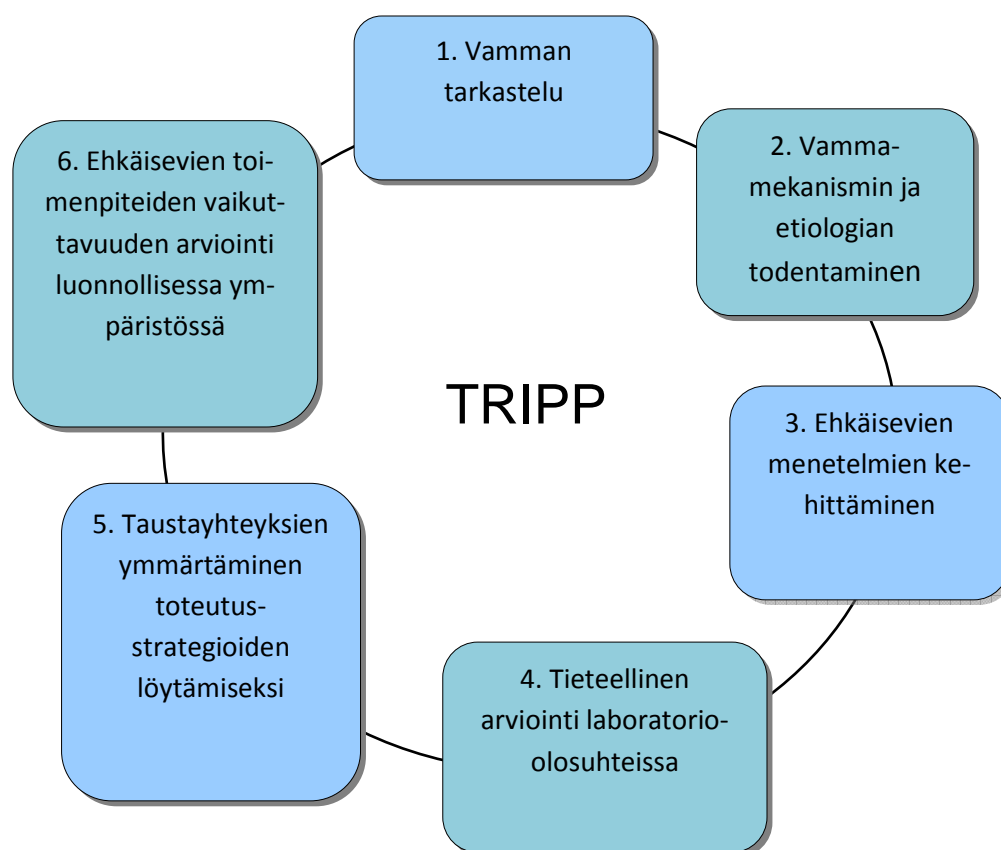 1. Vamman
tarkastelu
2. Vamma-
mekanismin ja
etiologian
todentaminen
3. Ehkäisevien
menetelmien ke-
hittäminen
4. Tieteellinen
arviointi laboratorio-
olosuhteissa
5. Taustayhteyksien
ymmärtäminen
toteutus-
strategioiden
löytämiseksi
6. Ehkäisevien toi-
menpiteiden vaikut-
tavuuden arviointi
luonnollisessa ym-
päristössä
TRIPP